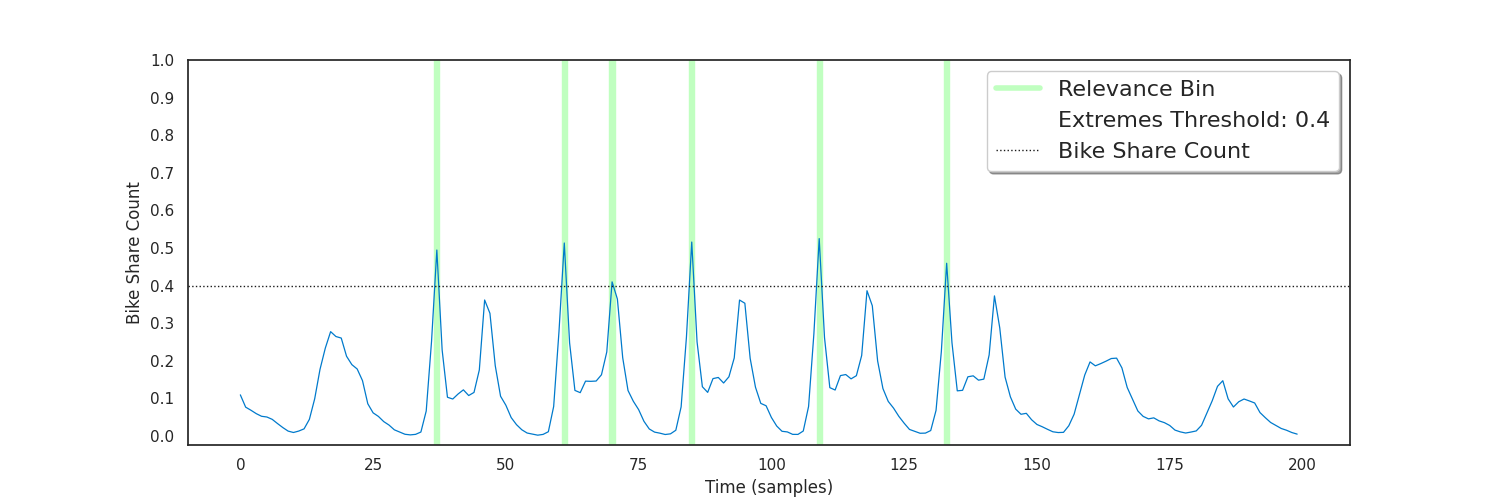 1.0
0.9
0.8
0.7
0.6
0.5
0.4
0.3
0.2
0.1
0.0
Bike Share Count
Relevance Bin
Extremes Threshold: 0.4
Bike Share Count
0 25 50 75 100 125 150 175 200
Time (samples)